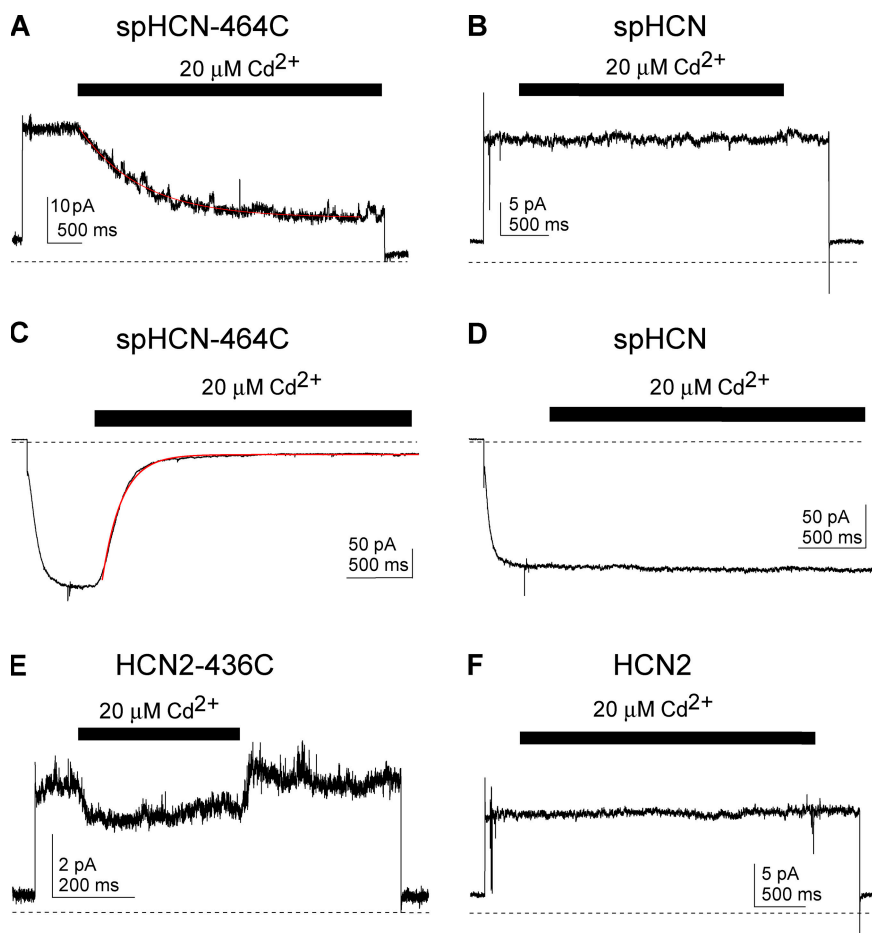 A
spHCN-464C
20 μM Cd2+
10 pA
500 ms
B
spHCN
20 μM Cd2+
5 pA
500 ms
C
spHCN-464C
20 μM Cd2+
50 pA
500 ms
D
spHCN
20 μM Cd2+
50 pA
500 ms
E
HCN2-436C
20 μM Cd2+
2 pA
200 ms
F
HCN2
20 μM Cd2+
5 pA
500 ms